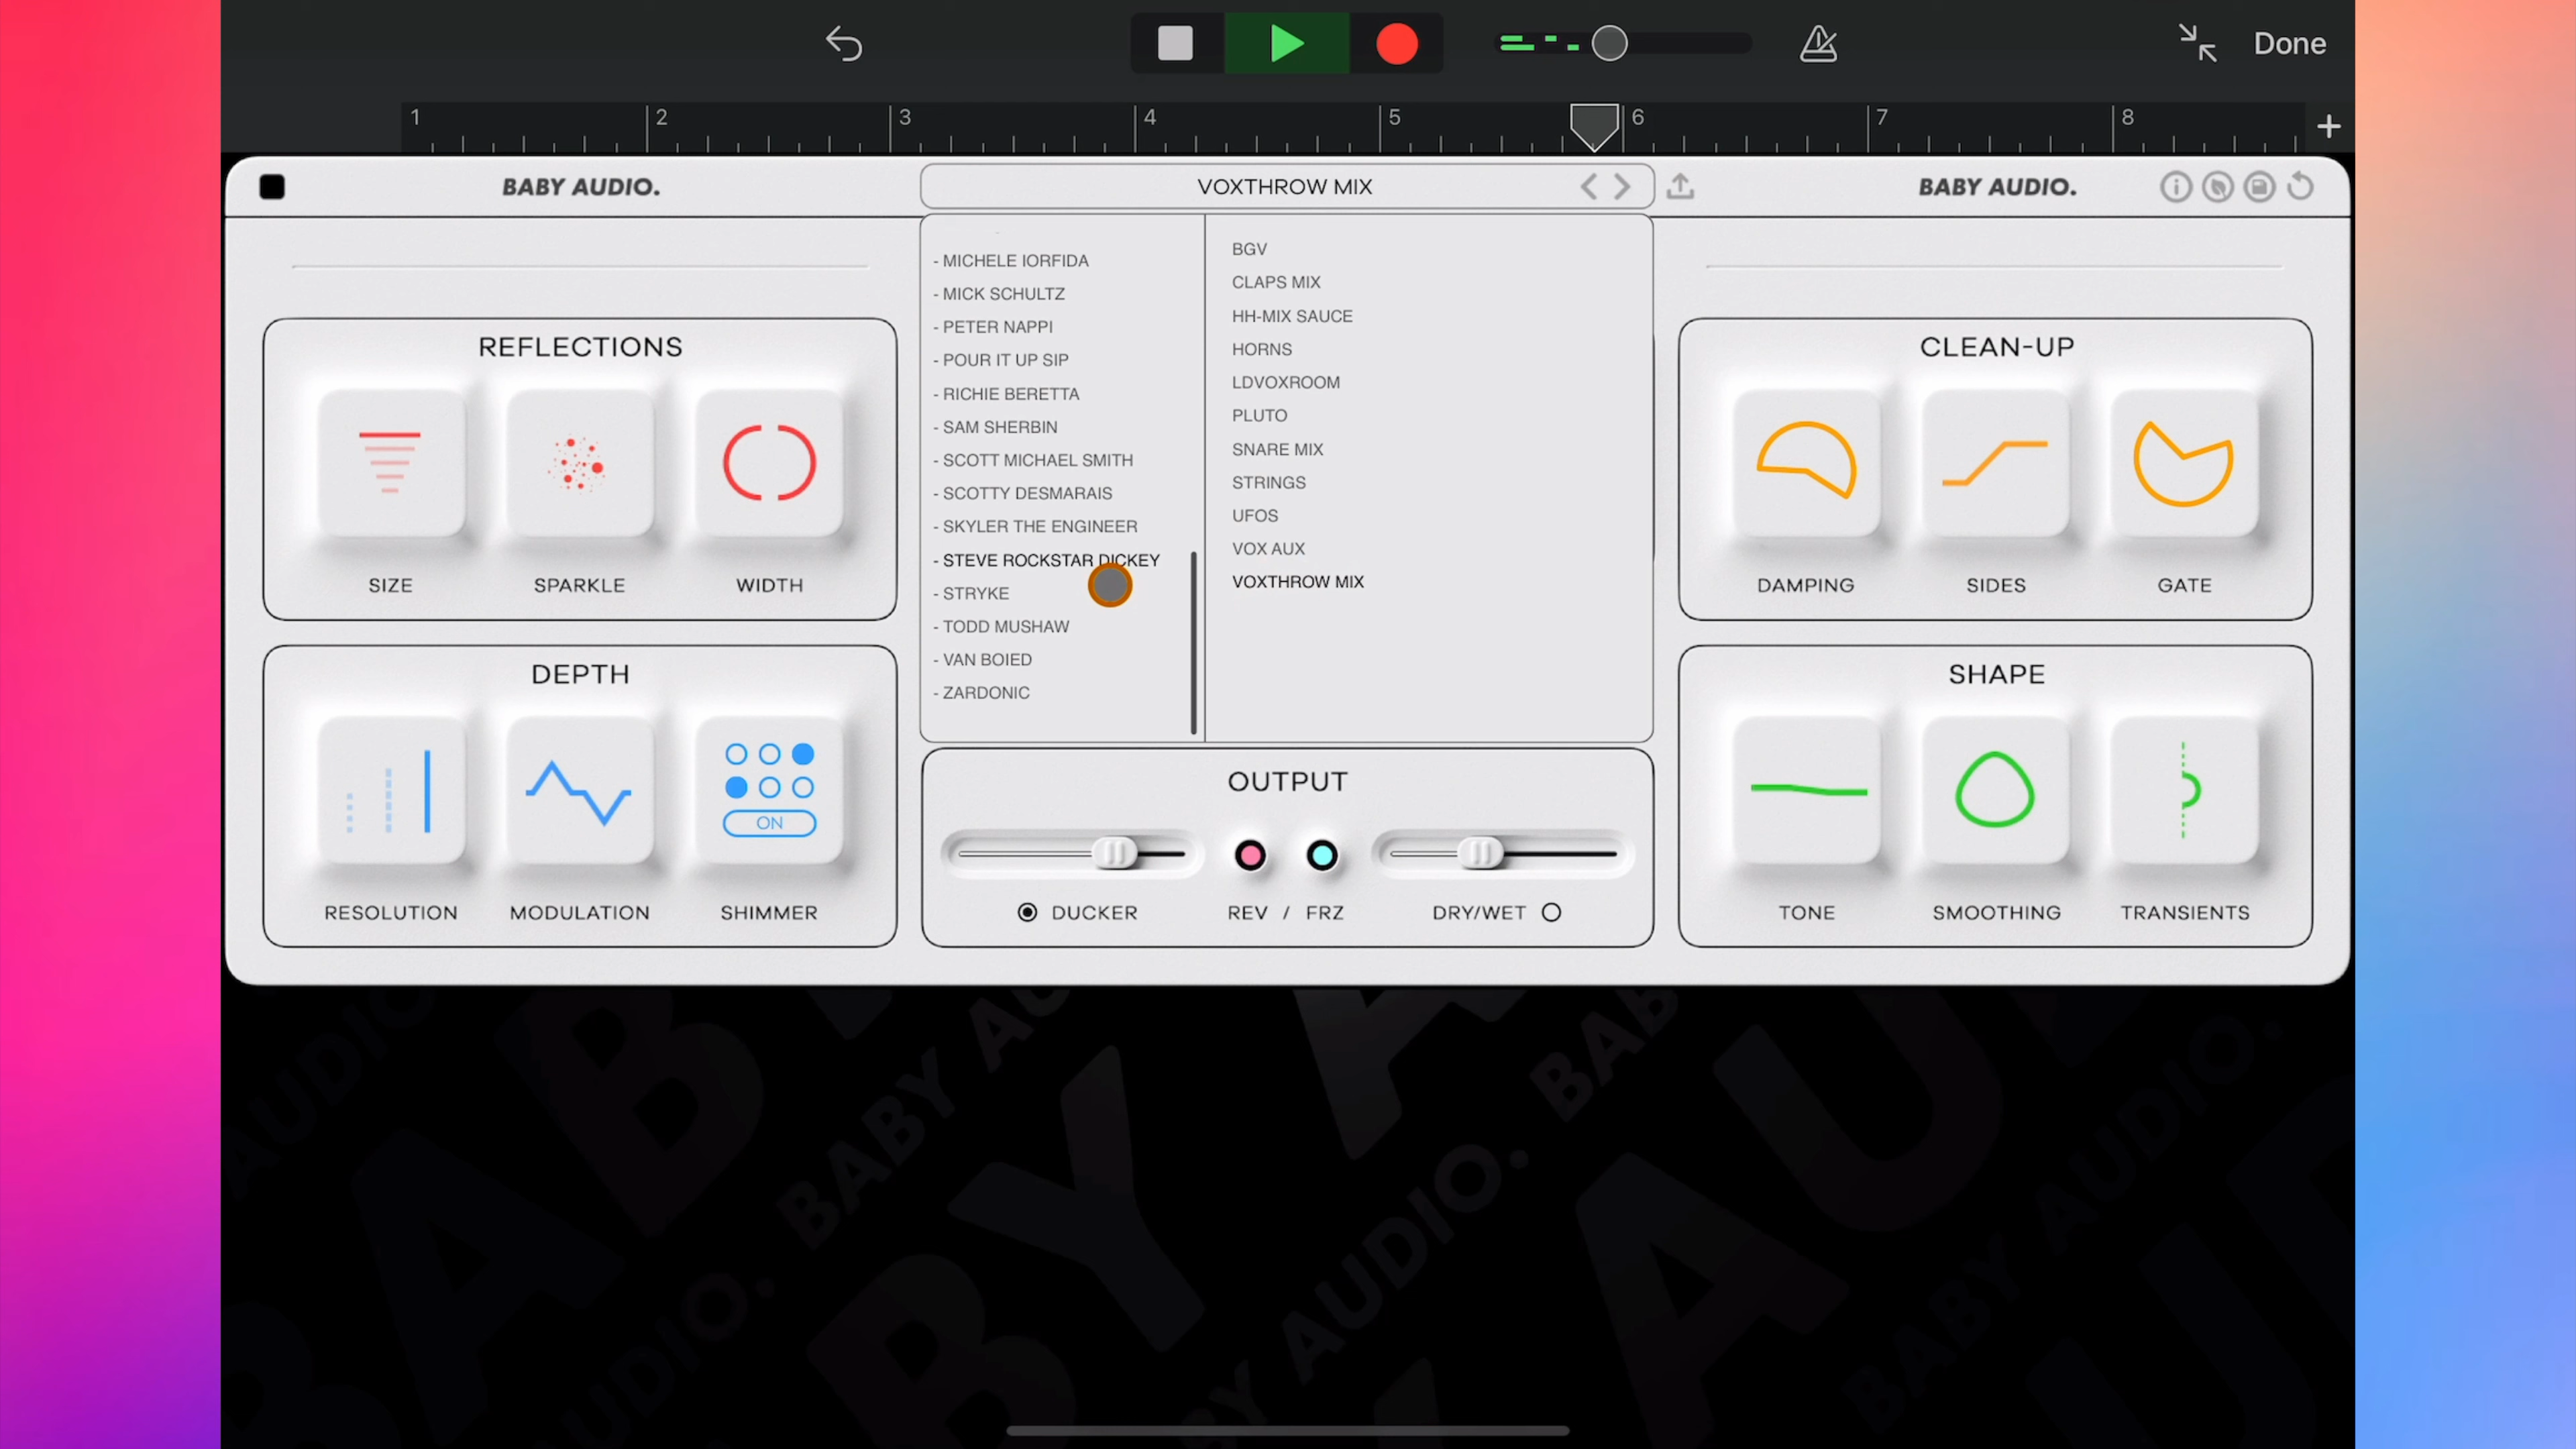 Done
1 2 3 4 5 6 7 8
BABY AUDIO.
VOXTHROW MIX
BABY AUDIO.
REFLECTIONS
SIZE SPARKLE WIDTH
DEPTH
ON
RESOLUTION MODULATION SHIMMER
- MICHELE IORFIDA
- MICK SCHULTZ
- PETER NAPPI
- POUR IT UP SIP
- RICHIE BERETTA
- SAM SHERBIN
- SCOTT MICHAEL SMITH
- SCOTTY DESMARAIS
- SKYLER THE ENGINEER
- STEVE ROCKSTAR DICKEY
- STRYKE
- TODD MUSHAW
- VAN BOIED
- ZARDONIC
BGV
CLAPS MIX
HH-MIX SAUCE
HORNS
LDVOXROOM
PLUTO
SNARE MIX
STRINGS
UFOS
VOX AUX
VOXTHROW MIX
OUTPUT
DUCKER REV / FRZ DRY/WET
CLEAN-UP
DAMPING SIDES GATE
SHAPE
TONE SMOOTHING TRANSIENTS
BABY AUDIO.
BABY AUDIO.